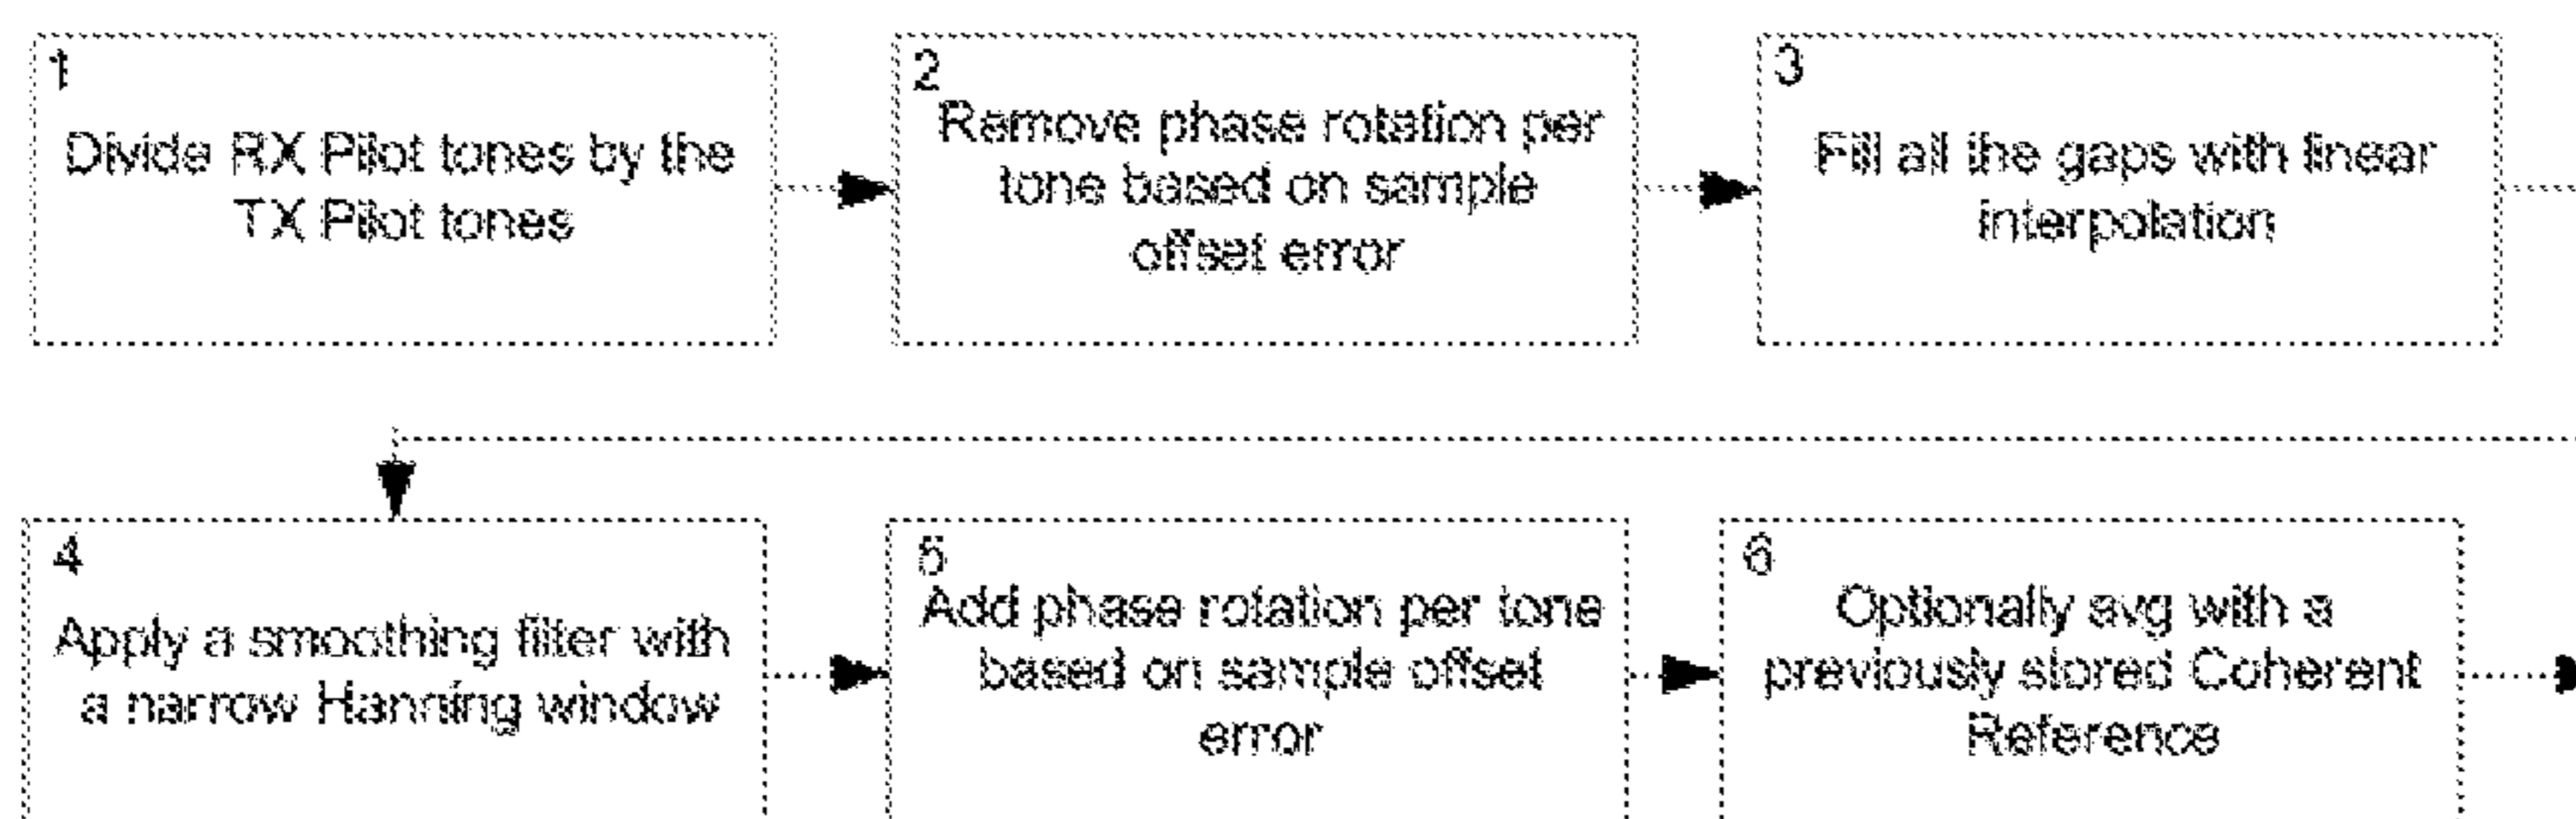 1
Divide RX Pilot tones by the
TX Pilot tones
2
Remove phase rotation per
tone based on sample
offset error
3
Fill all the gaps with linear
interpolation
4
Apply a smoothing filter with
a narrow Hanning window
5
Add phase rotation per tone
based on sample offset
error
6
Optionally avg with a
previously stored Coherent
Reference